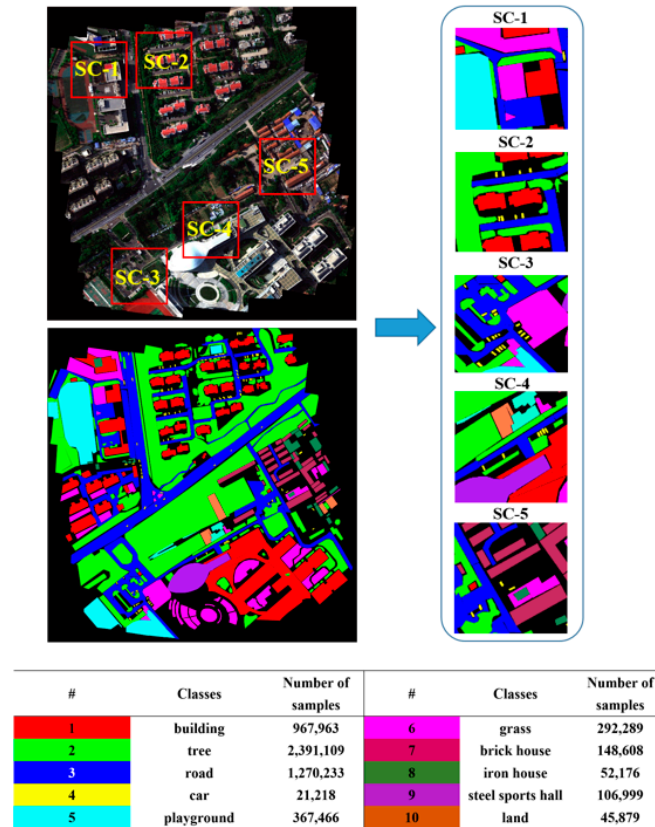 SC-1
SC-2
SC-5
SC-4
SC-3
SC-1
SC-2
SC-3
SC-4
SC-5
# Classes Number of samples # Classes Number of samples
1 building 967,963 6 grass 292,289
2 tree 2,391,109 7 brick house 148,608
3 road 1,270,233 8 iron house 52,176
4 car 21,218 9 steel sports hall 106,999
5 playground 367,466 10 land 45,879